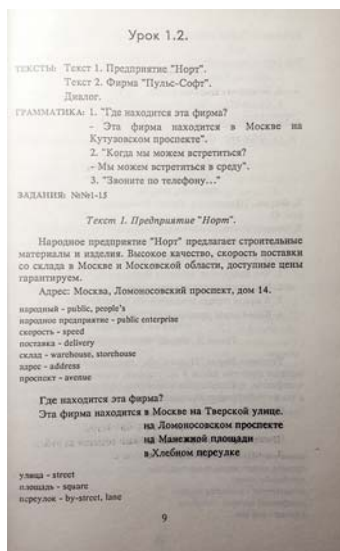 Урок 1.2.
ТЕКСТЫ: Текст 1. Предприятие "Норт".
Текст 2. Фирма "Пульс-Софт".
Диалог.
ГРАММАТИКА: 1. "Где находится эта фирма?
- Эта фирма находится в Москве на
Кутузовском проспекте".
2. "Когда мы можем встретиться?
- Мы можем встретиться в среду".
3. "Звоните по телефону..."
ЗАДАНИЯ: №№1-15
Текст 1. Предприятие "Норт".
Народное предприятие "Норт" предлагает строительные
материалы и изделия. Высокое качество, скорость поставки
со склада в Москве и Московской области, доступные цены
гарантируем.
Адрес: Москва, Ломоносовский проспект, дом 14.
народный - public, people's
народное предприятие - public enterprise
скорость - speed
поставка - delivery
склад - warehouse, storehouse
адрес - address
проспект - avenue
Где находится эта фирма?
Эта фирма находится в Москве на Тверской улице.
на Ломоносовском проспекте
на Манежной площади
в Хлебном переулке
улица - street
площадь - square
переулок - by-street, lane
9